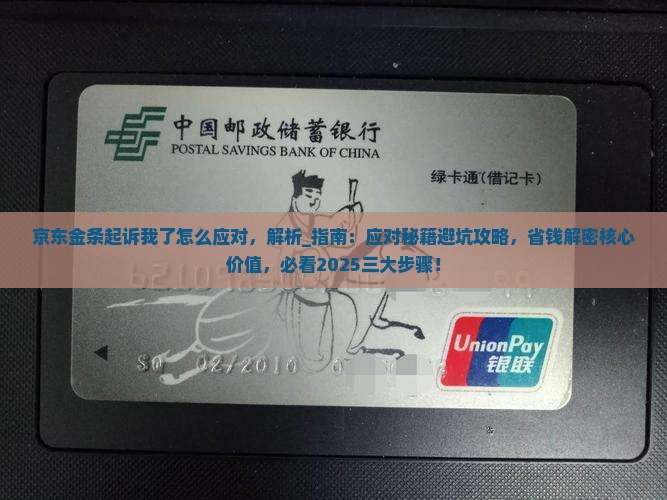 中国邮政储蓄银行
POSTAL SAVINGS BANK OF CHINA
绿卡通(借记卡)
京东金条起诉我了怎么应对,解析_指南:应对秘籍避坑攻略,省钱解密核心
价值,必看2025三大步骤!
02/2010
UnionPay
银联